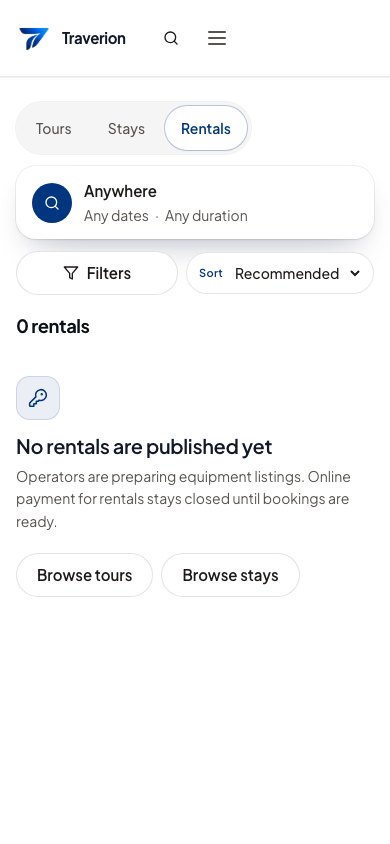 Traverion
Tours Stays Rentals
Anywhere
Any dates · Any duration
Filters
Sort Recommended
0 rentals
No rentals are published yet
Operators are preparing equipment listings. Online
payment for rentals stays closed until bookings are
ready.
Browse tours Browse stays